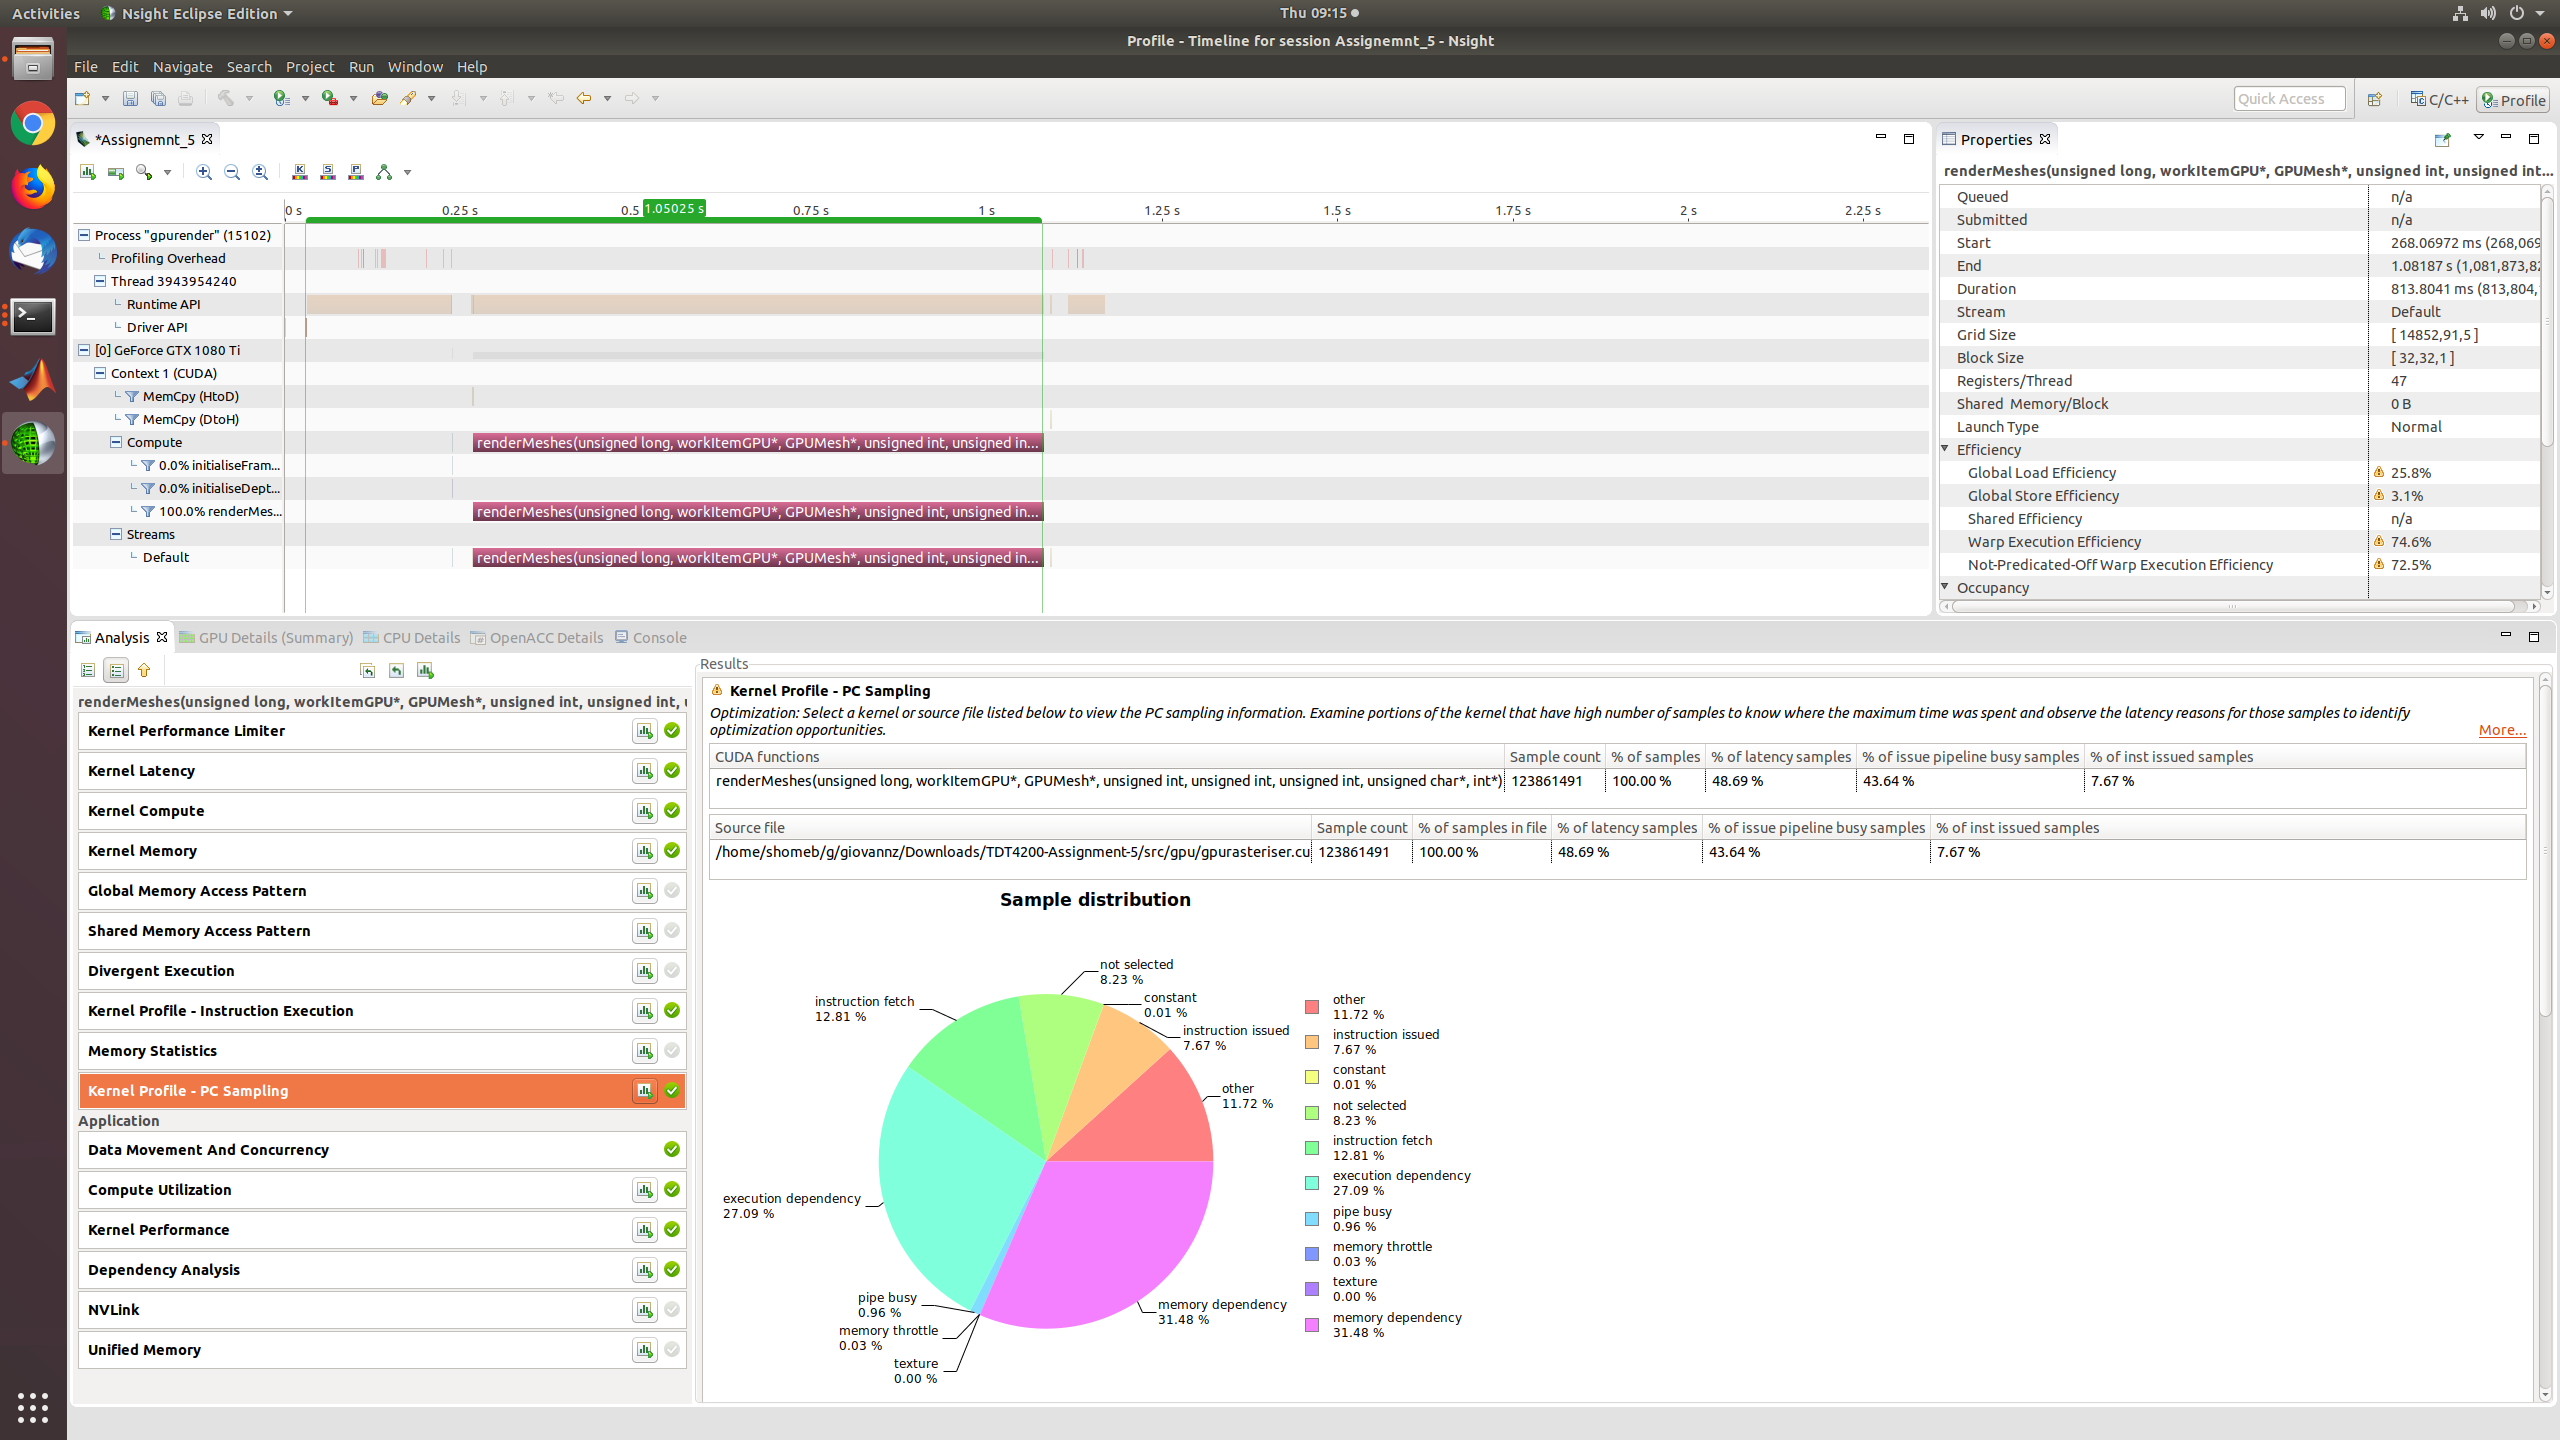 Activities
Nsight Eclipse Edition
Thu 09:15
Profile - Timeline for session Assignemnt_5 - Nsight
File Edit Navigate Search Project Run Window Help
Quick Access
C/C++
Profile
*Assignemnt_5
0 s 0.25 s 0.5 1.05025 s 0.75 s 1 s 1.25 s 1.5 s 1.75 s 2 s 2.25 s
Process "gpurender" (15102)
Profiling Overhead
Thread 3943954240
Runtime API
Driver API
[0] GeForce GTX 1080 Ti
Context 1 (CUDA)
MemCpy (HtoD)
MemCpy (DtoH)
Compute renderMeshes(unsigned long, workItemGPU*, GPUMesh*, unsigned int, unsigned in...
0.0% initialiseFram...
0.0% initialiseDept...
100.0% renderMes... renderMeshes(unsigned long, workItemGPU*, GPUMesh*, unsigned int, unsigned in...
Streams
Default renderMeshes(unsigned long, workItemGPU*, GPUMesh*, unsigned int, unsigned in...
Properties
renderMeshes(unsigned long, workItemGPU*, GPUMesh*, unsigned int, unsigned int...
Queued n/a
Submitted n/a
Start 268.06972 ms (268,069
End 1.08187 s (1,081,873,82
Duration 813.8041 ms (813,804,
Stream Default
Grid Size [ 14852,91,5 ]
Block Size [ 32,32,1 ]
Registers/Thread 47
Shared Memory/Block 0 B
Launch Type Normal
Efficiency
Global Load Efficiency 25.8%
Global Store Efficiency 3.1%
Shared Efficiency n/a
Warp Execution Efficiency 74.6%
Not-Predicated-Off Warp Execution Efficiency 72.5%
Occupancy
Analysis GPU Details (Summary) CPU Details OpenACC Details Console
renderMeshes(unsigned long, workItemGPU*, GPUMesh*, unsigned int, unsigned int, u
Kernel Performance Limiter
Kernel Latency
Kernel Compute
Kernel Memory
Global Memory Access Pattern
Shared Memory Access Pattern
Divergent Execution
Kernel Profile - Instruction Execution
Memory Statistics
Kernel Profile - PC Sampling
Application
Data Movement And Concurrency
Compute Utilization
Kernel Performance
Dependency Analysis
NVLink
Unified Memory
Results
Kernel Profile - PC Sampling
Optimization: Select a kernel or source file listed below to view the PC sampling information. Examine portions of the kernel that have high number of samples to know where the maximum time was spent and observe the latency reasons for those samples to identify
optimization opportunities.
More...
CUDA functions Sample count % of samples % of latency samples % of issue pipeline busy samples % of inst issued samples
renderMeshes(unsigned long, workItemGPU*, GPUMesh*, unsigned int, unsigned int, unsigned int, unsigned char*, int*) 123861491 100.00 % 48.69 % 43.64 % 7.67 %
Source file Sample count % of samples in file % of latency samples % of issue pipeline busy samples % of inst issued samples
/home/shomeb/g/giovannz/Downloads/TDT4200-Assignment-5/src/gpu/gpurasteriser.cu 123861491 100.00 % 48.69 % 43.64 % 7.67 %
Sample distribution
not selected
8.23 %
constant
0.01 %
instruction fetch
12.81 %
instruction issued
7.67 %
other
11.72 %
execution dependency
27.09 %
pipe busy
0.96 %
memory throttle
0.03 %
texture
0.00 %
memory dependency
31.48 %
other
11.72 %
instruction issued
7.67 %
constant
0.01 %
not selected
8.23 %
instruction fetch
12.81 %
execution dependency
27.09 %
pipe busy
0.96 %
memory throttle
0.03 %
texture
0.00 %
memory dependency
31.48 %